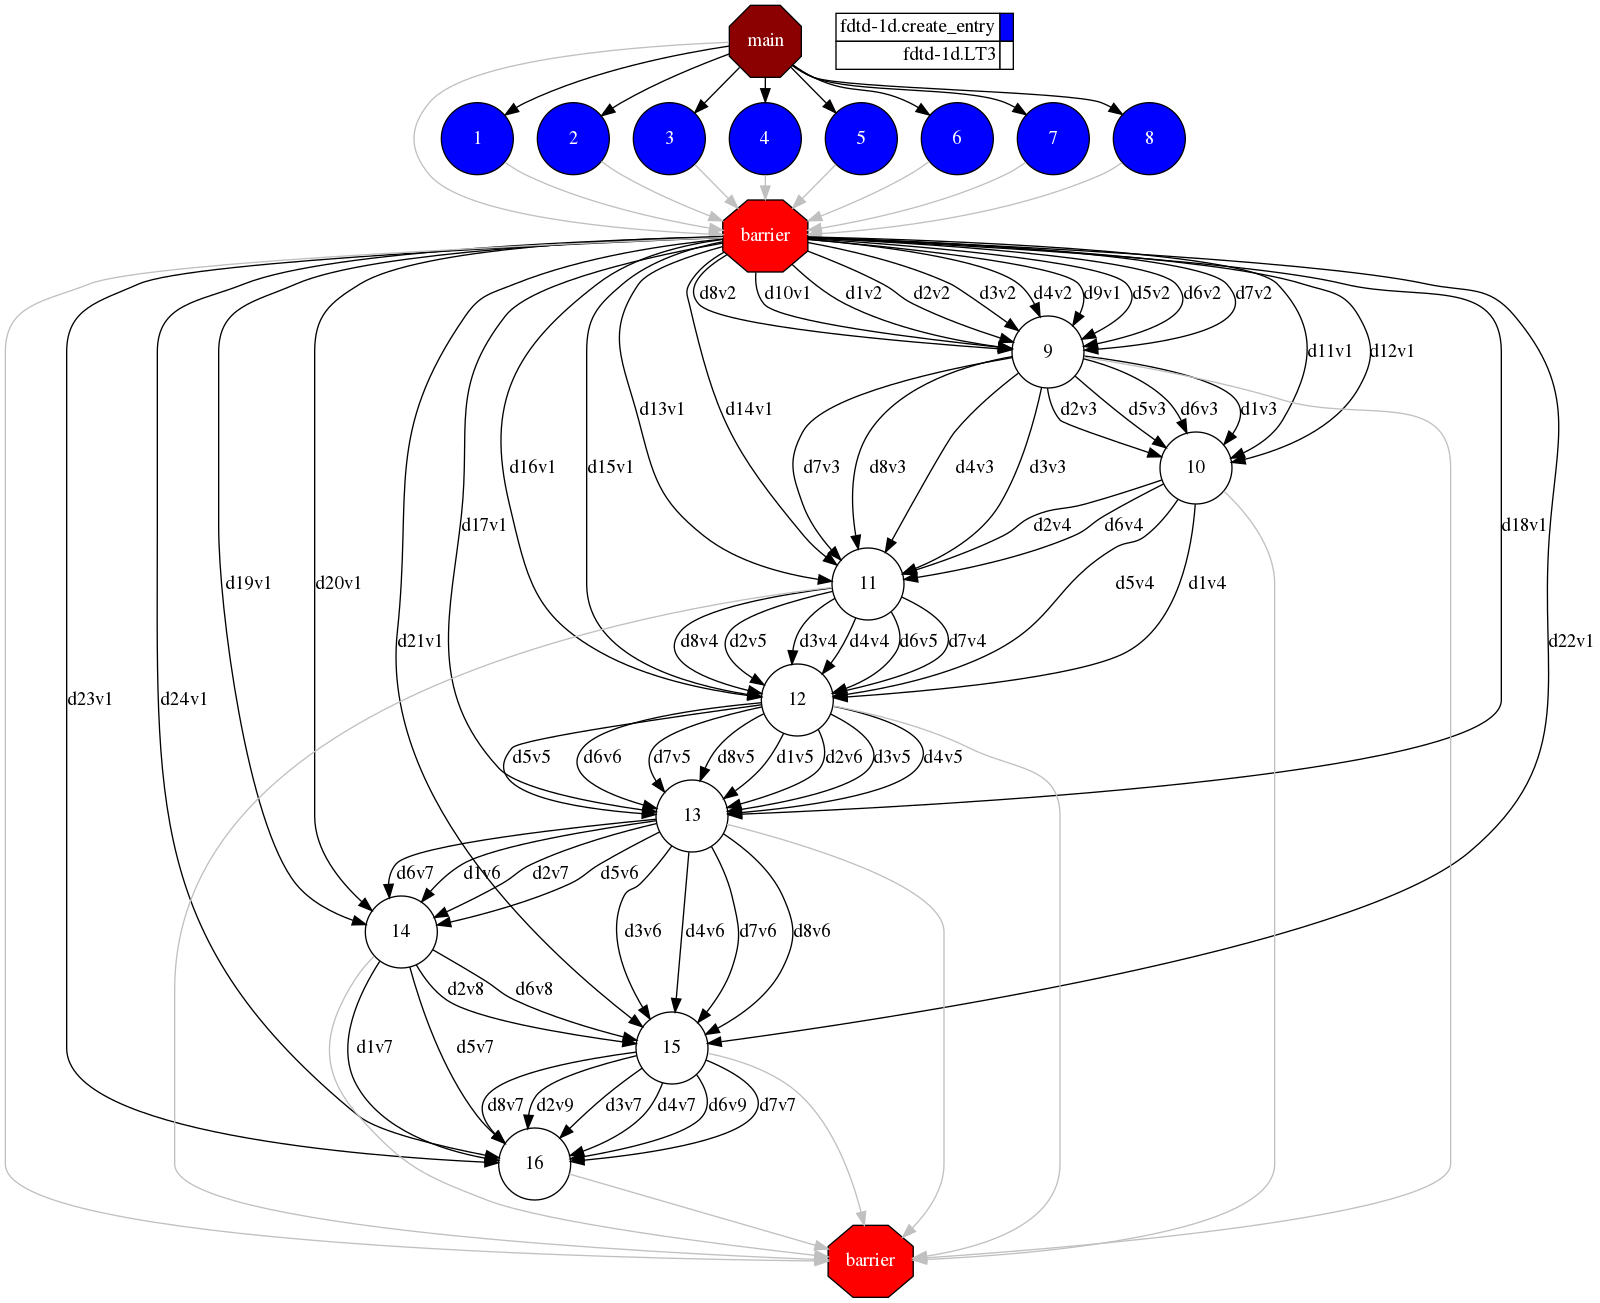 main
fdtd-1d.create_entry
fdtd-1d.LT3
1 2 3 4 5 6 7 8
barrier
d8v2 d10v1 d1v2 d2v2 d3v2 d4v2 d9v1 d5v2 d6v2 d7v2
9 d11v1 d12v1
d13v1 d14v1 d2v3 d5v3 d6v3 d1v3
d16v1 d15v1 d7v3 d8v3 d4v3 d3v3 10
d17v1 d2v4 d6v4 d18v1
d19v1 d20v1 11 d5v4 d1v4
d21v1 d8v4 d2v5 d3v4 d4v4 d6v5 d7v4 d22v1
d23v1 d24v1 12
d5v5 d6v6 d7v5 d8v5 d1v5 d2v6 d3v5 d4v5
13
d6v7 d1v6 d2v7 d5v6
14 d3v6 d4v6 d7v6 d8v6
d2v8 d6v8
d1v7 d5v7 15
d8v7 d2v9 d3v7 d4v7 d6v9 d7v7
16
barrier